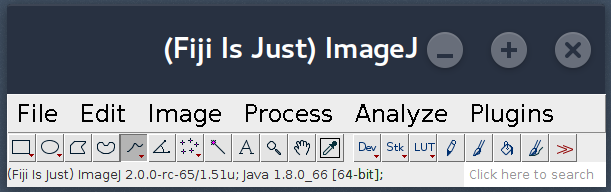 (Fiji Is Just) ImageJ
File Edit Image Process Analyze Plugins
A Dev Stk LUT >>
(Fiji Is Just) ImageJ 2.0.0-rc-65/1.51u; Java 1.8.0_66 [64-bit]; Click here to search